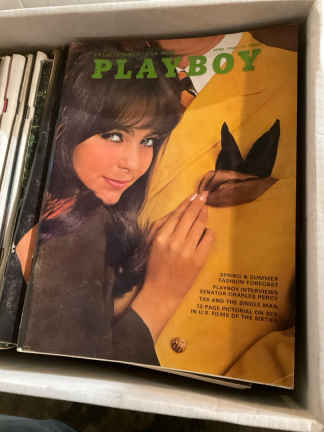 PLAYBOY
SPRING & SUMMER
FASHION FORECAST
PLAYBOY INTERVIEWS
SENATOR CHARLES PERCY
TAX AND THE SINGLE MAN
12-PAGE PICTORIAL ON SEX
IN U.S. FILMS OF THE SIXTIES